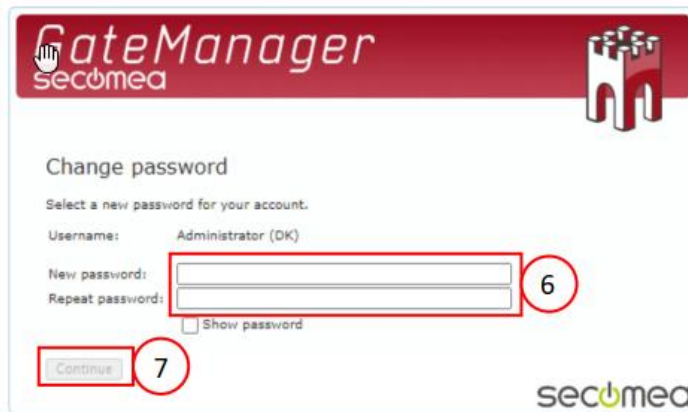 GateManager
secomea
Change password
Select a new password for your account.
Username: Administrator (DK)
New password:
Repeat password:
6
Show password
Continue
7
secomea